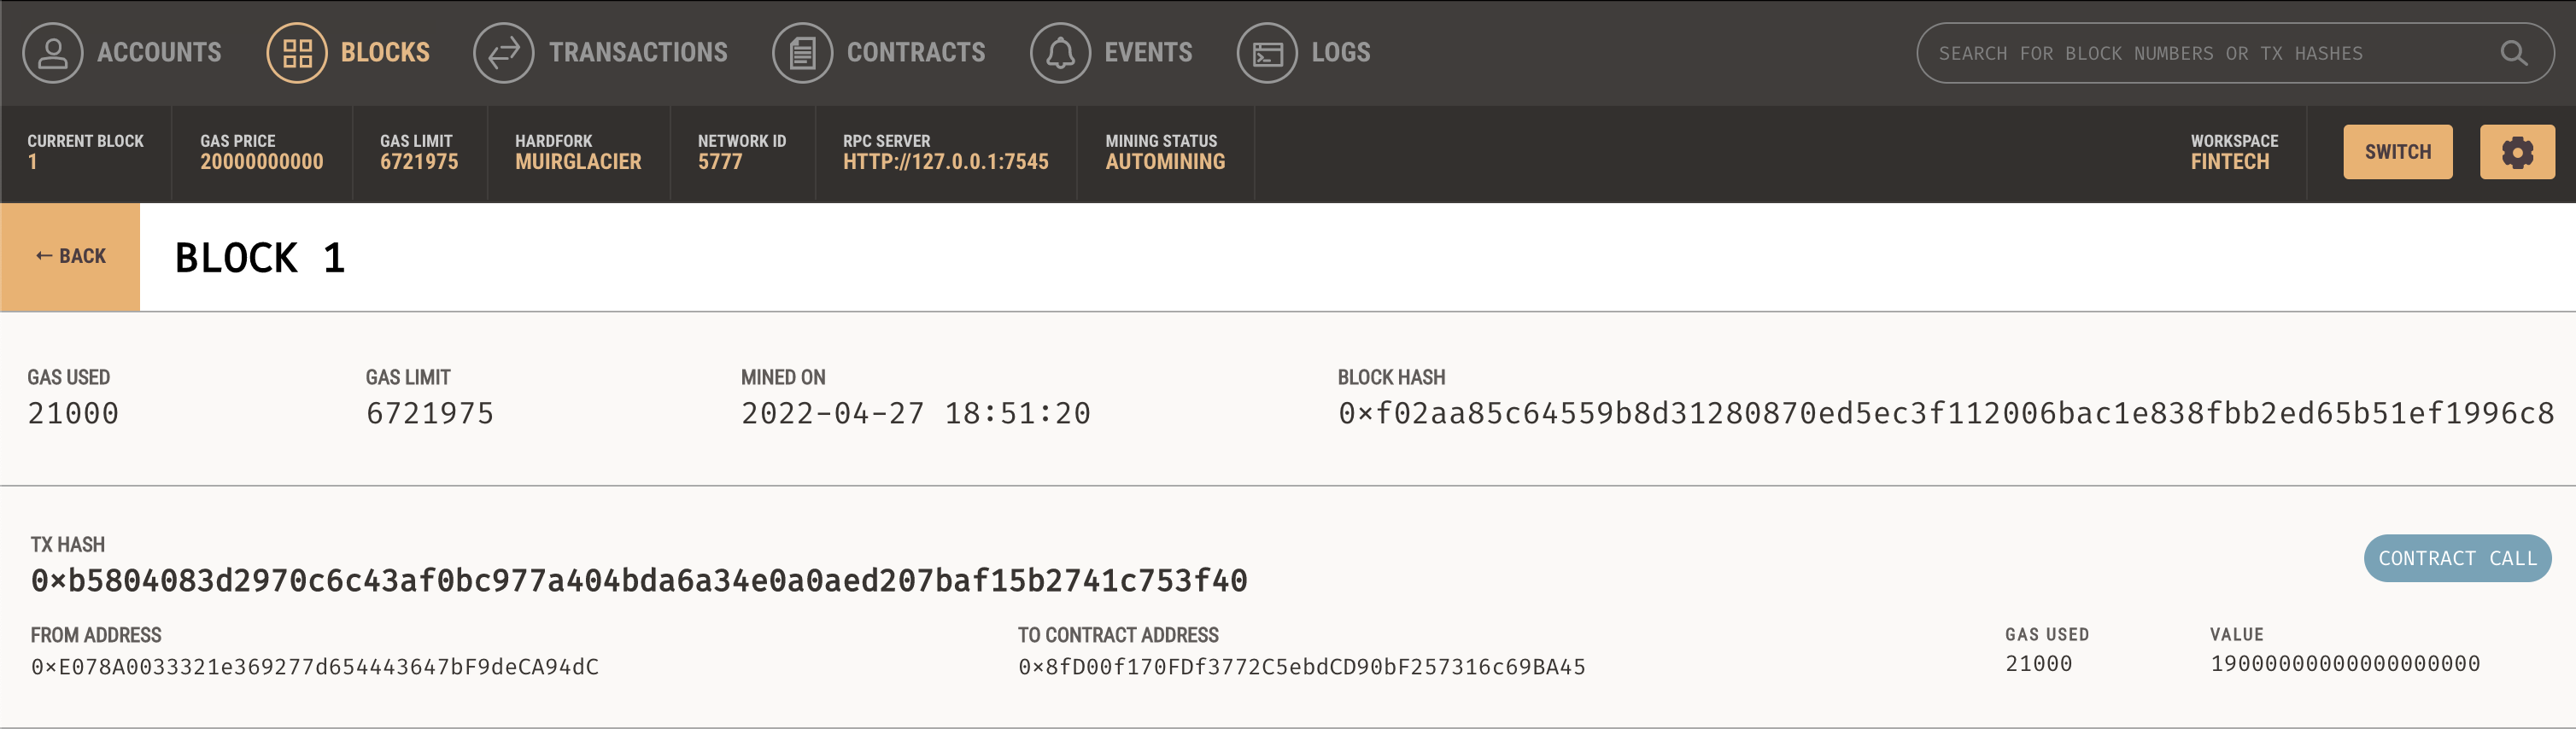 ACCOUNTS BLOCKS TRANSACTIONS CONTRACTS EVENTS LOGS SEARCH FOR BLOCK NUMBERS OR TX HASHES
CURRENT BLOCK GAS PRICE GAS LIMIT HARDFORK NETWORK ID RPC SERVER MINING STATUS WORKSPACE
1 20000000000 6721975 MUIRGLACIER 5777 HTTP://127.0.0.1:7545 AUTOMINING FINTECH SWITCH
← BACK BLOCK 1
GAS USED GAS LIMIT MINED ON BLOCK HASH
21000 6721975 2022-04-27 18:51:20 0×f02aa85c64559b8d31280870ed5ec3f112006bac1e838fbb2ed65b51ef1996c8
TX HASH
0×b5804083d2970c6c43af0bc977a404bda6a34e0a0aed207baf15b2741c753f40 CONTRACT CALL
FROM ADDRESS TO CONTRACT ADDRESS GAS USED VALUE
0×E078A0033321e369277d654443647bF9deCA94dC 0×8fD00f170FDf3772C5ebdCD90bF257316c69BA45 21000 19000000000000000000